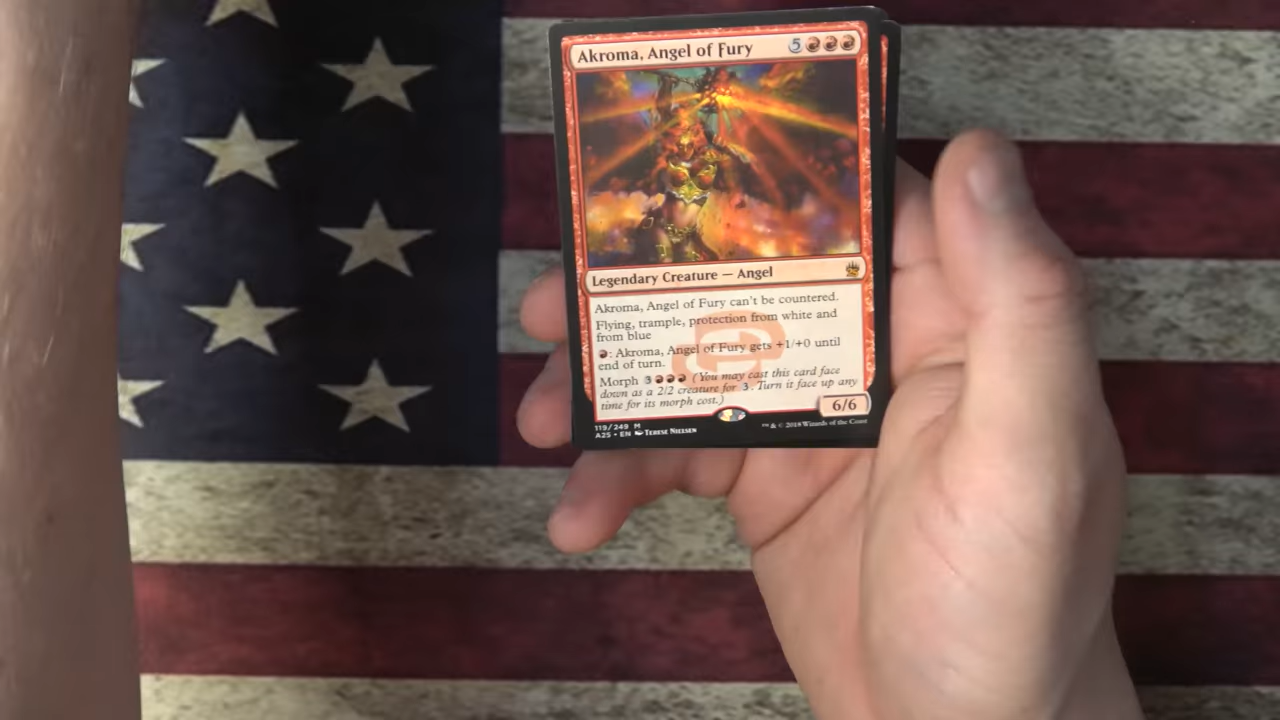 Akroma, Angel of Fury 5
Legendary Creature — Angel
Akroma, Angel of Fury can't be countered.
Flying, trample, protection from white and
from blue
: Akroma, Angel of Fury gets +1/+0 until
end of turn.
Morph 3 (You may cast this card face
down as a 2/2 creature for 3. Turn it face up any
time for its morph cost.)
6/6
119/249 M
A25 • EN Terese Nielsen
™ & © 2018 Wizards of the Coast